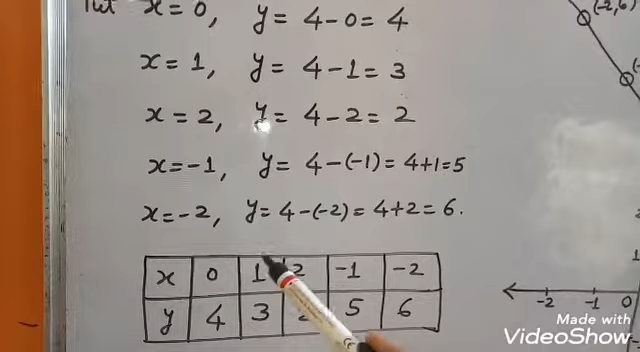 Put x = 0, y = 4 - 0 = 4
x = 1, y = 4 - 1 = 3
x = 2, y = 4 - 2 = 2
x = -1, y = 4 - (-1) = 4 + 1 = 5
x = -2, y = 4 - (-2) = 4 + 2 = 6.
x 0 1 2 -1 -2
y 4 3 2 5 6
(-2,6)
-2 -1 0
1
Made with
VideoShow